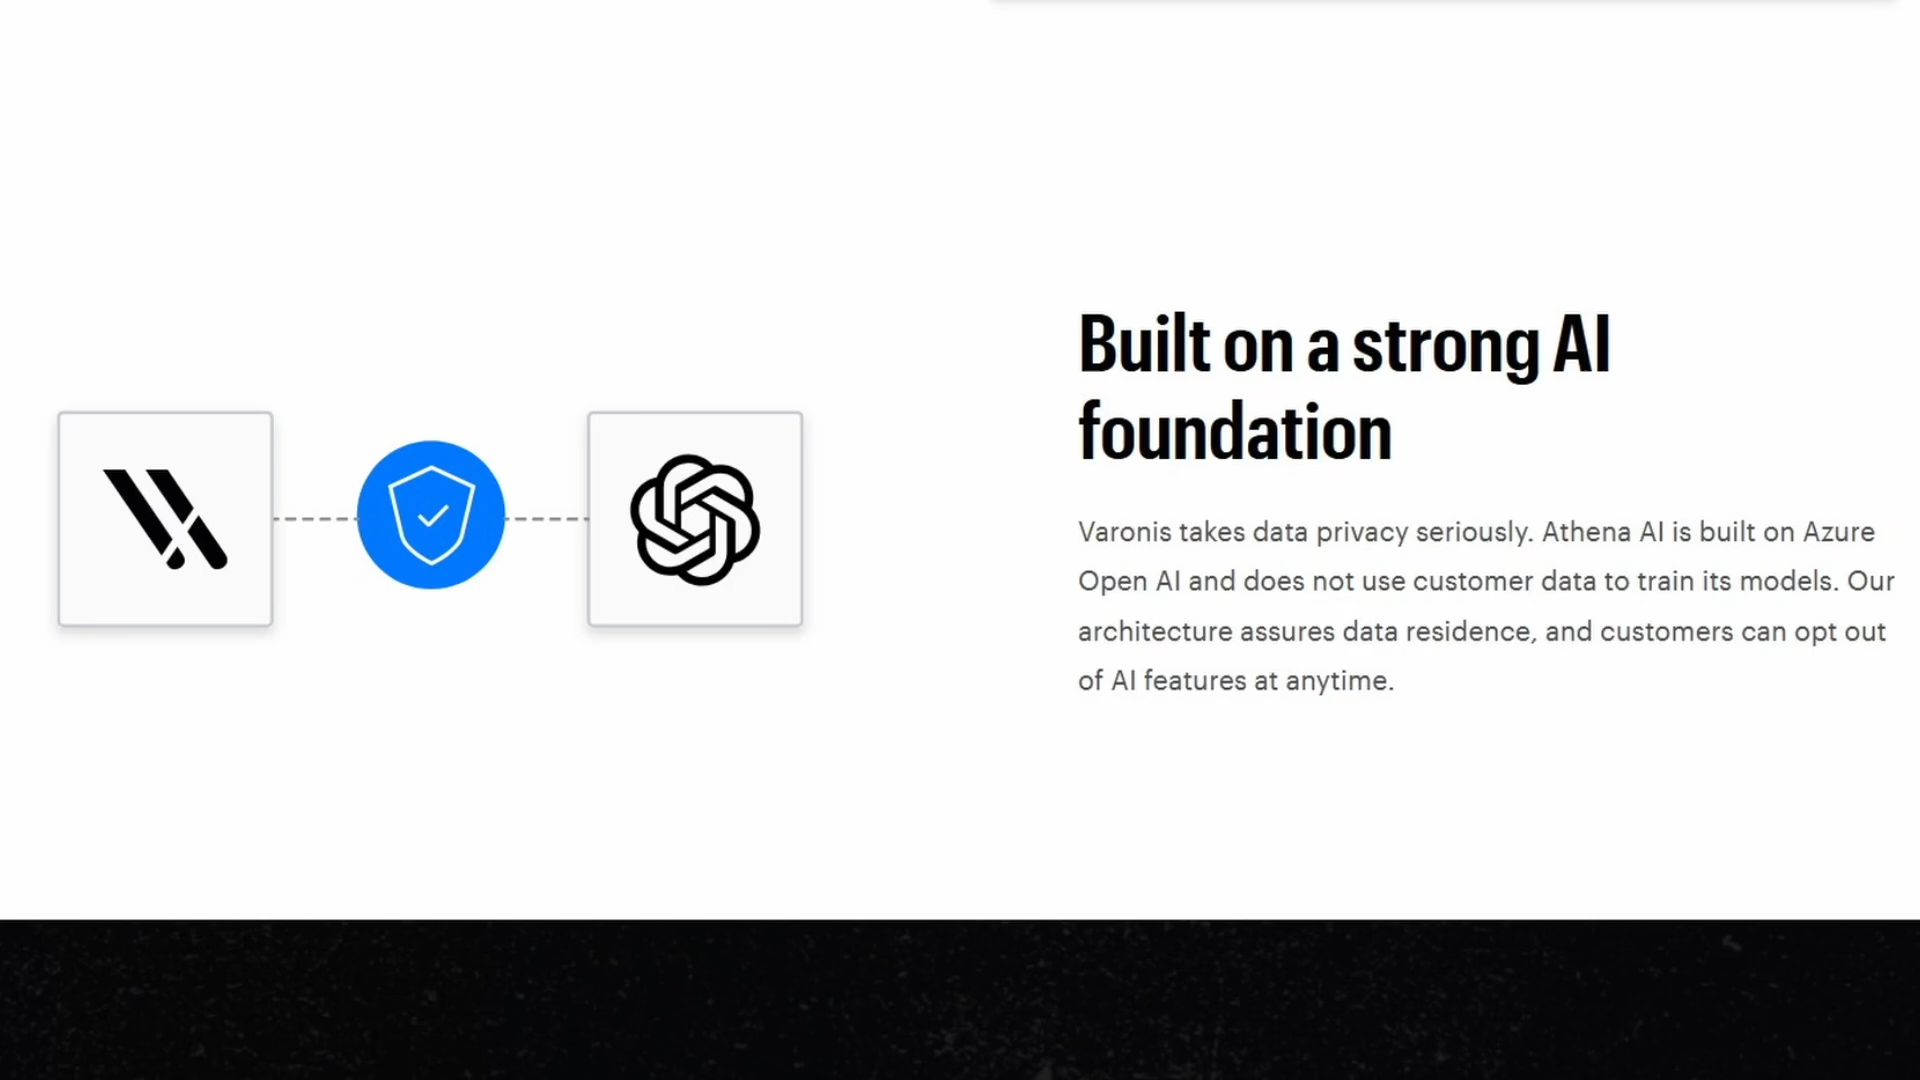 Built on a strong AI
foundation
Varonis takes data privacy seriously. Athena AI is built on Azure
Open AI and does not use customer data to train its models. Our
architecture assures data residence, and customers can opt out
of AI features at anytime.